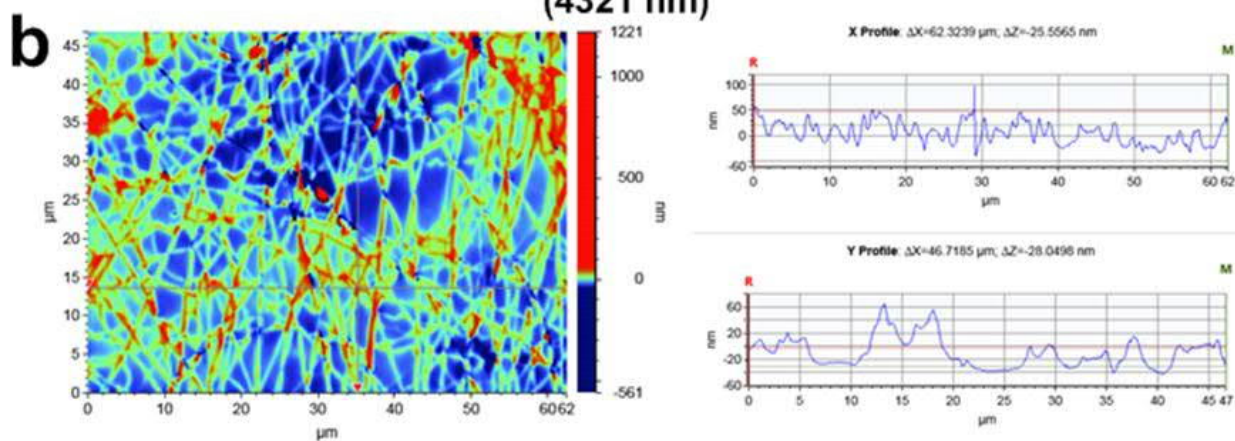 (4321 nm)
b
45
40
35
30
25
20
15
10
5
0
µm
0 10 20 30 40 50 60 62
µm
1221
1000
500
0
-561
nm
X Profile: ΔX=62.3239 µm; ΔZ=-25.5565 nm
R M
100
50
0
-60
nm
0 10 20 30 40 50 60 62
µm
Y Profile: ΔX=46.7185 µm; ΔZ=-28.0498 nm
R M
60
20
-20
-60
nm
0 5 10 15 20 25 30 35 40 45 47
µm